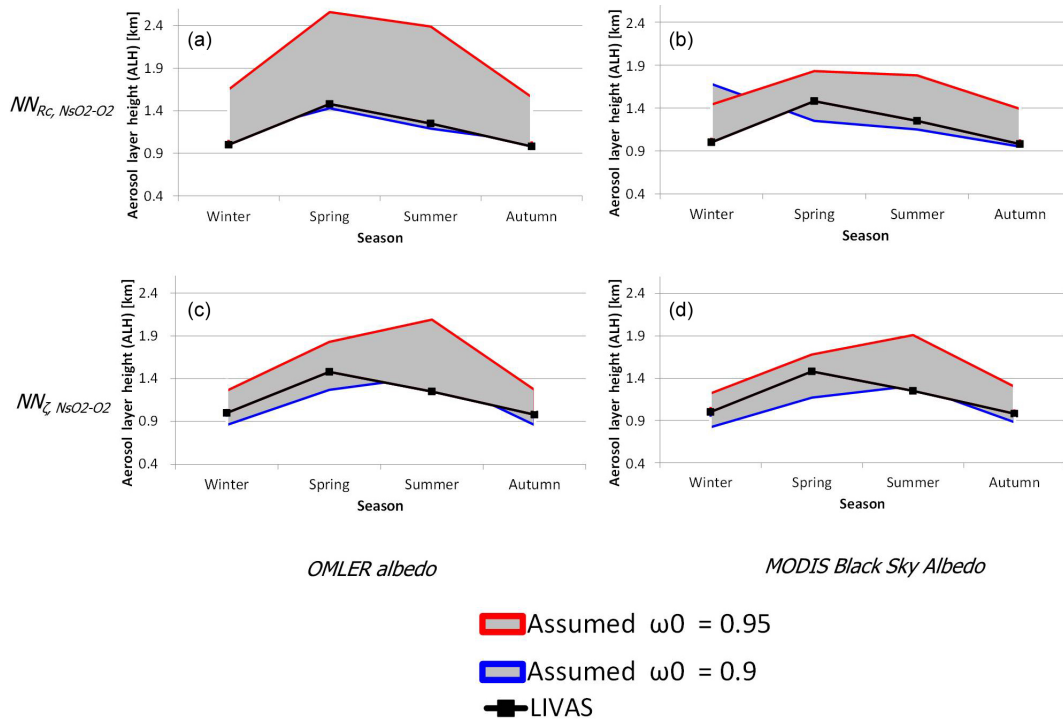 (a)
2.4
1.9
1.4
0.9
0.4
Aerosol layer height (ALH) [km]
Winter Spring Summer Autumn
Season
NN Rc, NsO2-O2
(b)
2.4
1.9
1.4
0.9
0.4
Aerosol layer height (ALH) [km]
Winter Spring Summer Autumn
Season
(c)
2.4
1.9
1.4
0.9
0.4
Aerosol layer height (ALH) [km]
Winter Spring Summer Autumn
Season
NN ζ, NsO2-O2
(d)
2.4
1.9
1.4
0.9
0.4
Aerosol layer height (ALH) [km]
Winter Spring Summer Autumn
Season
OMLER albedo
MODIS Black Sky Albedo
Assumed ω0 = 0.95
Assumed ω0 = 0.9
LIVAS